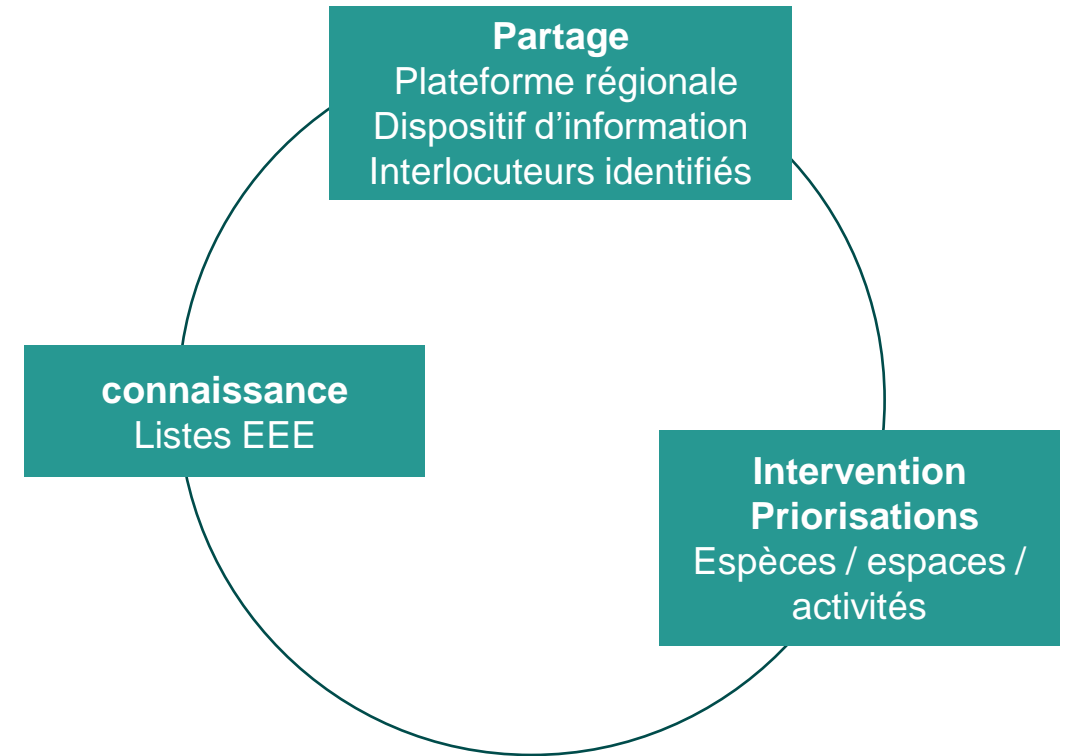 Partage
Plateforme régionale
Dispositif d’information
Interlocuteurs identifiés
connaissance
Listes EEE
Intervention
Priorisations
Espèces / espaces /
activités